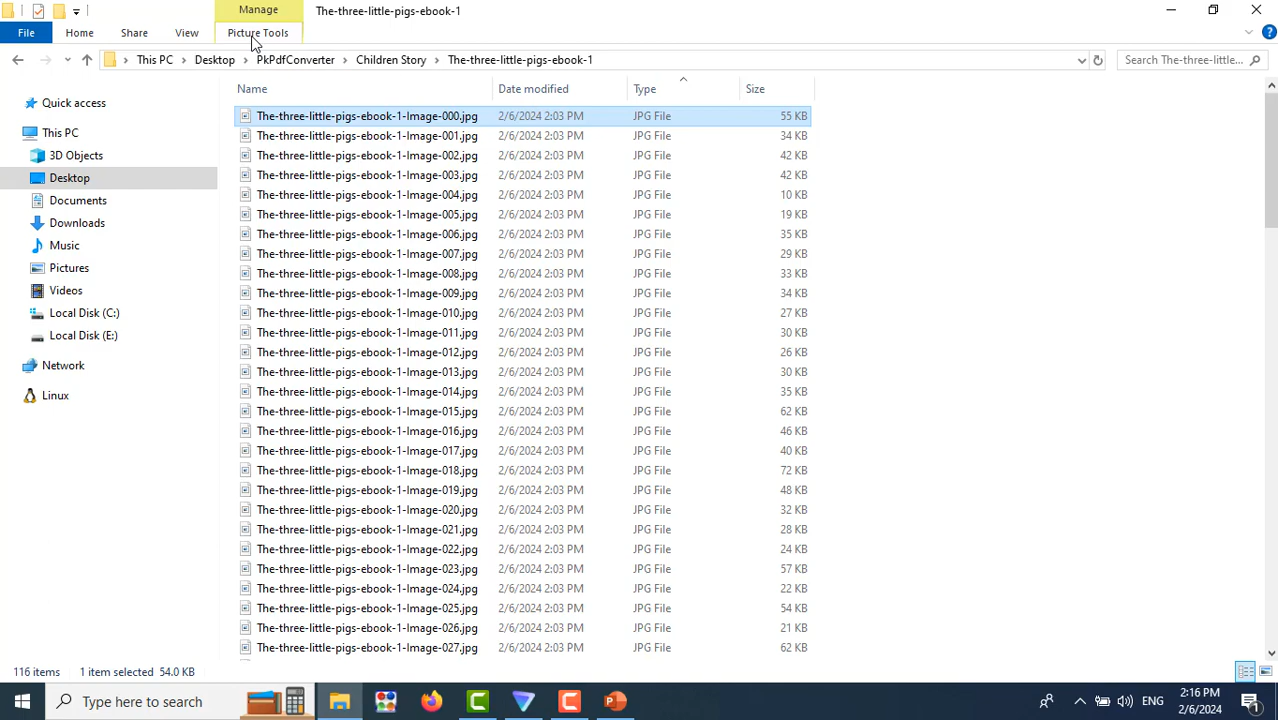 Manage
The-three-little-pigs-ebook-1
File Home Share View Picture Tools
This PC Desktop PkPdfConverter Children Story The-three-little-pigs-ebook-1
Search The-three-little...
Name Date modified Type Size
Quick access
This PC
3D Objects
Desktop
Documents
Downloads
Music
Pictures
Videos
Local Disk (C:)
Local Disk (E:)
Network
Linux
The-three-little-pigs-ebook-1-Image-000.jpg 2/6/2024 2:03 PM JPG File 55 KB
The-three-little-pigs-ebook-1-Image-001.jpg 2/6/2024 2:03 PM JPG File 34 KB
The-three-little-pigs-ebook-1-Image-002.jpg 2/6/2024 2:03 PM JPG File 42 KB
The-three-little-pigs-ebook-1-Image-003.jpg 2/6/2024 2:03 PM JPG File 42 KB
The-three-little-pigs-ebook-1-Image-004.jpg 2/6/2024 2:03 PM JPG File 10 KB
The-three-little-pigs-ebook-1-Image-005.jpg 2/6/2024 2:03 PM JPG File 19 KB
The-three-little-pigs-ebook-1-Image-006.jpg 2/6/2024 2:03 PM JPG File 35 KB
The-three-little-pigs-ebook-1-Image-007.jpg 2/6/2024 2:03 PM JPG File 29 KB
The-three-little-pigs-ebook-1-Image-008.jpg 2/6/2024 2:03 PM JPG File 33 KB
The-three-little-pigs-ebook-1-Image-009.jpg 2/6/2024 2:03 PM JPG File 34 KB
The-three-little-pigs-ebook-1-Image-010.jpg 2/6/2024 2:03 PM JPG File 27 KB
The-three-little-pigs-ebook-1-Image-011.jpg 2/6/2024 2:03 PM JPG File 30 KB
The-three-little-pigs-ebook-1-Image-012.jpg 2/6/2024 2:03 PM JPG File 26 KB
The-three-little-pigs-ebook-1-Image-013.jpg 2/6/2024 2:03 PM JPG File 30 KB
The-three-little-pigs-ebook-1-Image-014.jpg 2/6/2024 2:03 PM JPG File 35 KB
The-three-little-pigs-ebook-1-Image-015.jpg 2/6/2024 2:03 PM JPG File 62 KB
The-three-little-pigs-ebook-1-Image-016.jpg 2/6/2024 2:03 PM JPG File 46 KB
The-three-little-pigs-ebook-1-Image-017.jpg 2/6/2024 2:03 PM JPG File 40 KB
The-three-little-pigs-ebook-1-Image-018.jpg 2/6/2024 2:03 PM JPG File 72 KB
The-three-little-pigs-ebook-1-Image-019.jpg 2/6/2024 2:03 PM JPG File 48 KB
The-three-little-pigs-ebook-1-Image-020.jpg 2/6/2024 2:03 PM JPG File 32 KB
The-three-little-pigs-ebook-1-Image-021.jpg 2/6/2024 2:03 PM JPG File 28 KB
The-three-little-pigs-ebook-1-Image-022.jpg 2/6/2024 2:03 PM JPG File 24 KB
The-three-little-pigs-ebook-1-Image-023.jpg 2/6/2024 2:03 PM JPG File 57 KB
The-three-little-pigs-ebook-1-Image-024.jpg 2/6/2024 2:03 PM JPG File 22 KB
The-three-little-pigs-ebook-1-Image-025.jpg 2/6/2024 2:03 PM JPG File 54 KB
The-three-little-pigs-ebook-1-Image-026.jpg 2/6/2024 2:03 PM JPG File 21 KB
The-three-little-pigs-ebook-1-Image-027.jpg 2/6/2024 2:03 PM JPG File 62 KB
116 items 1 item selected 54.0 KB
Type here to search
ENG
2:16 PM
2/6/2024
1